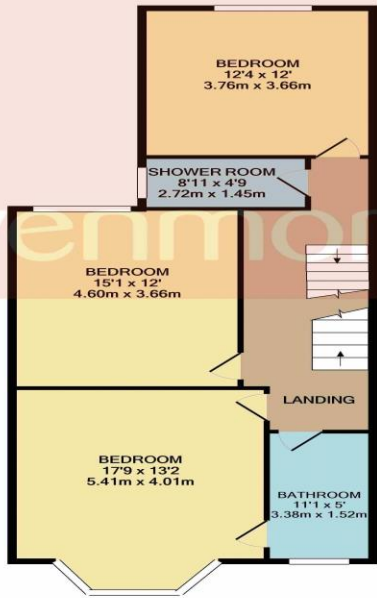 BEDROOM
12'4 x 12'
3.76m x 3.66m
SHOWER ROOM
8'11 x 4'9
2.72m x 1.45m
enmor
BEDROOM
15'1 x 12'
4.60m x 3.66m
LANDING
BEDROOM
17'9 x 13'2
5.41m x 4.01m
BATHROOM
11'1 x 5'
3.38m x 1.52m